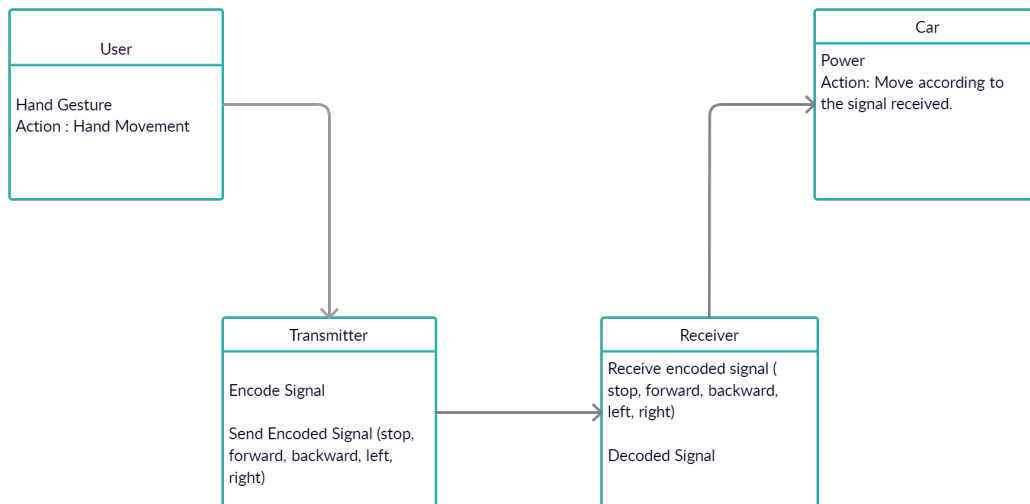 User
Hand Gesture
Action : Hand Movement
Car
Power
Action: Move according to
the signal received.
Transmitter
Encode Signal
Send Encoded Signal (stop,
forward, backward, left,
right)
Receiver
Receive encoded signal (
stop, forward, backward,
left, right)
Decoded Signal